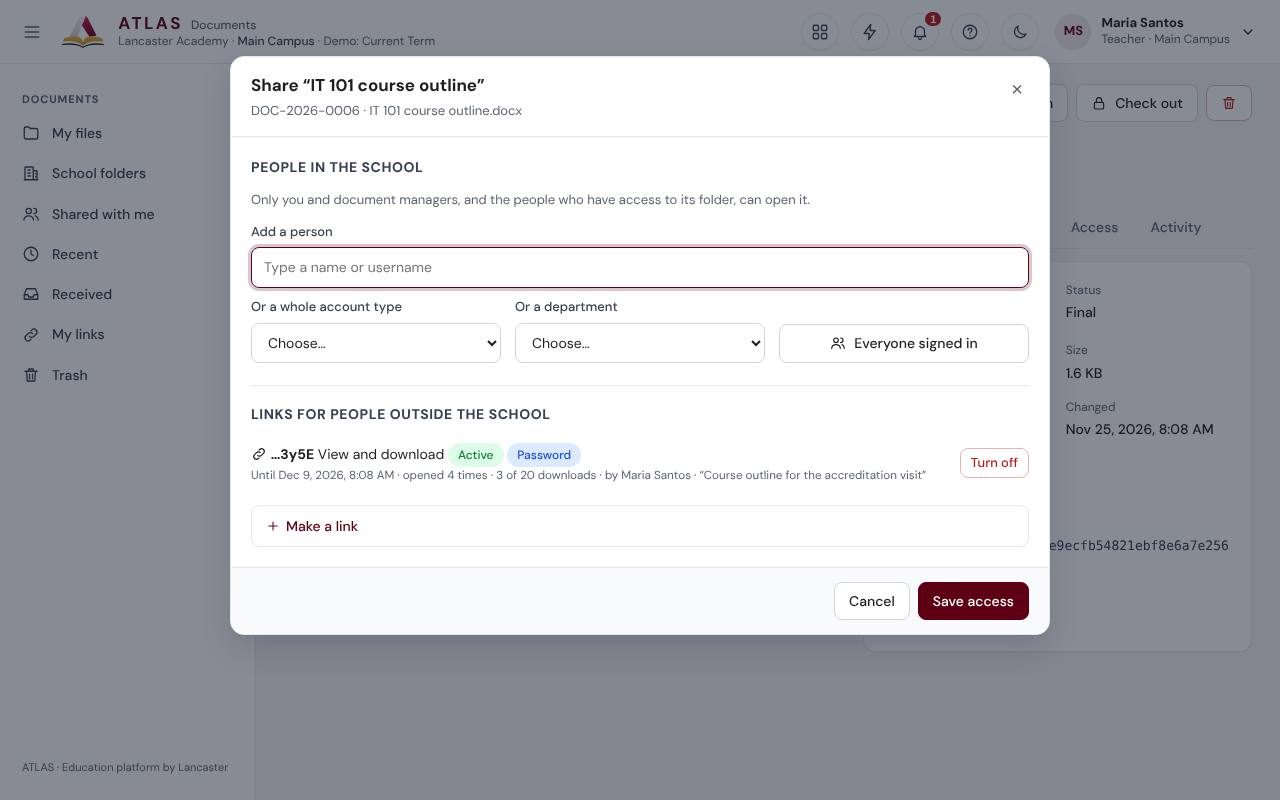 ATLAS Documents
Lancaster Academy · Main Campus · Demo: Current Term
1
MS
Maria Santos
Teacher · Main Campus
DOCUMENTS
My files
School folders
Shared with me
Recent
Received
My links
Trash
ATLAS · Education platform by Lancaster
Check out
Access
Activity
Status
Final
Size
1.6 KB
Changed
Nov 25, 2026, 8:08 AM
e9ecfb54821ebf8e6a7e256
Share “IT 101 course outline”
DOC-2026-0006 · IT 101 course outline.docx
PEOPLE IN THE SCHOOL
Only you and document managers, and the people who have access to its folder, can open it.
Add a person
Type a name or username
Or a whole account type
Or a department
Choose...
Choose...
Everyone signed in
LINKS FOR PEOPLE OUTSIDE THE SCHOOL
...3y5E View and download Active Password
Until Dec 9, 2026, 8:08 AM · opened 4 times · 3 of 20 downloads · by Maria Santos · “Course outline for the accreditation visit”
Turn off
+ Make a link
Cancel
Save access